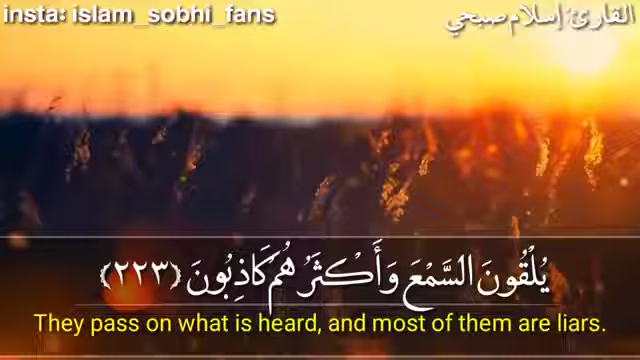 insta: islam_sobhi_fans
القارئ: إسلام صبحي
يُلْقُونَ السَّمْعَ وَأَكْثَرُ هُمْ كَاذِبُونَ (٢٢٣)
They pass on what is heard, and most of them are liars.